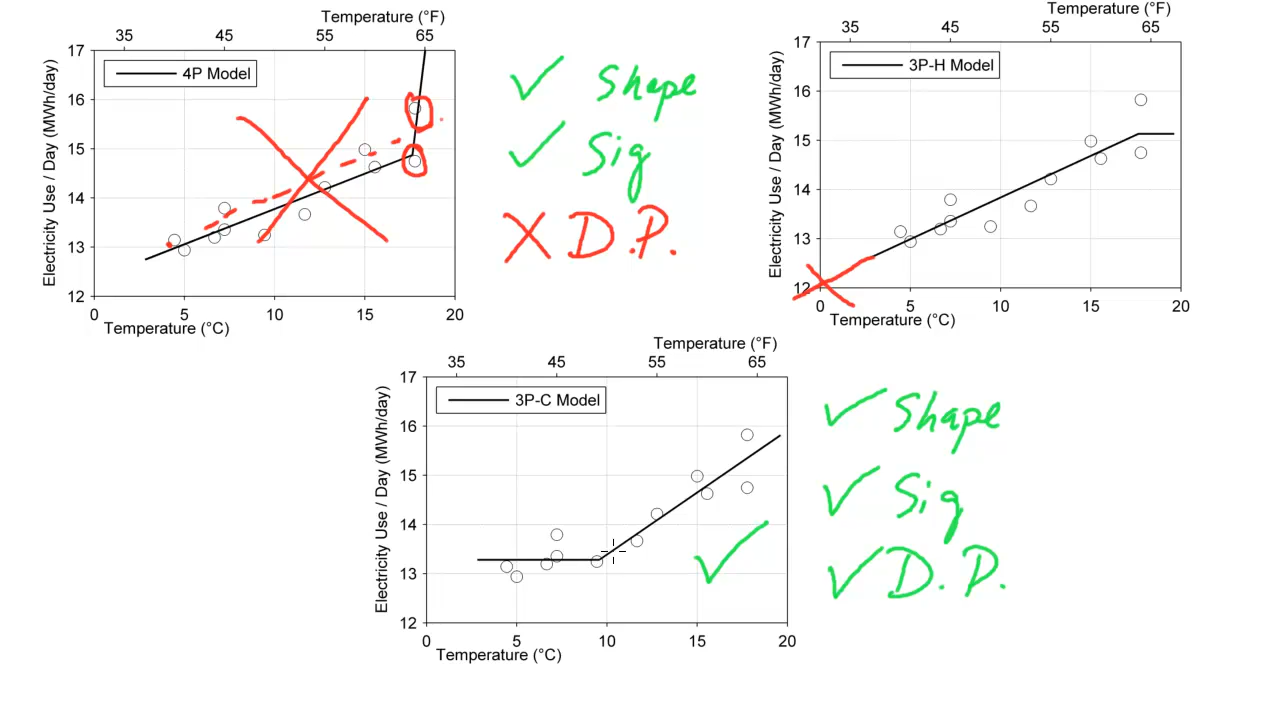 Temperature (°F)
35 45 55 65
17
16
15
14
13
12
4P Model
Electricity Use / Day (MWh/day)
0 5 10 15 20
Temperature (°C)
✓ Shape
✓ Sig
X D.P.
Temperature (°F)
35 45 55 65
17
16
15
14
13
12
3P-H Model
Electricity Use / Day (MWh/day)
0 5 10 15 20
Temperature (°C)
Temperature (°F)
35 45 55 65
17
16
15
14
13
12
3P-C Model
Electricity Use / Day (MWh/day)
0 5 10 15 20
Temperature (°C)
✓ Shape
✓ Sig
✓ D.P.